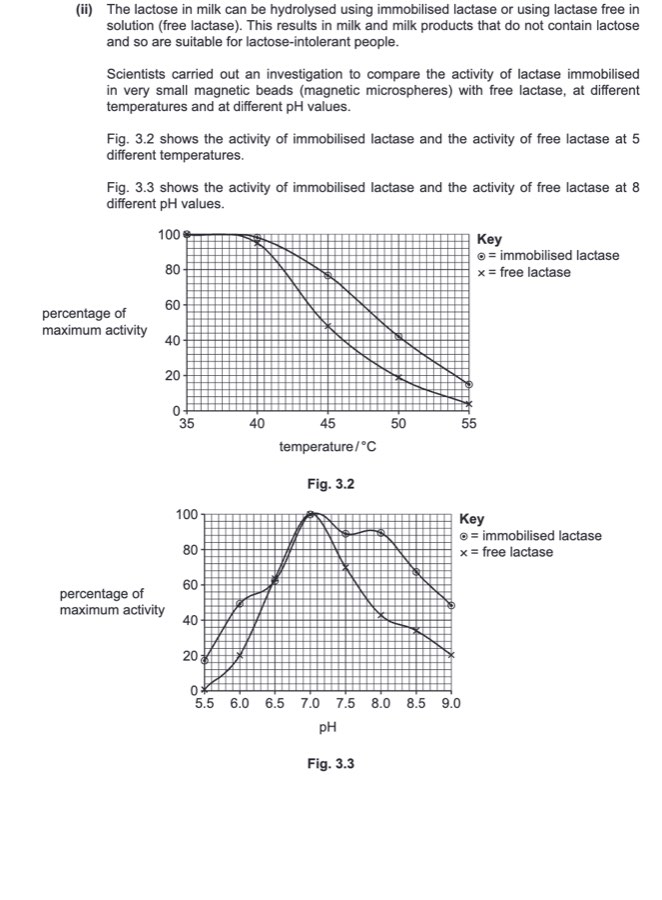 (ii) The lactose in milk can be hydrolysed using immobilised lactase or using lactase free in
solution (free lactase). This results in milk and milk products that do not contain lactose
and so are suitable for lactose-intolerant people.
Scientists carried out an investigation to compare the activity of lactase immobilised
in very small magnetic beads (magnetic microspheres) with free lactase, at different
temperatures and at different pH values.
Fig. 3.2 shows the activity of immobilised lactase and the activity of free lactase at 5
different temperatures.
Fig. 3.3 shows the activity of immobilised lactase and the activity of free lactase at 8
different pH values.
100
80
60
40
20
0
percentage of
maximum activity
Key
⊙ = immobilised lactase
× = free lactase
35 40 45 50 55
temperature / °C
Fig. 3.2
100
80
60
40
20
0
percentage of
maximum activity
Key
⊙ = immobilised lactase
× = free lactase
5.5 6.0 6.5 7.0 7.5 8.0 8.5 9.0
pH
Fig. 3.3